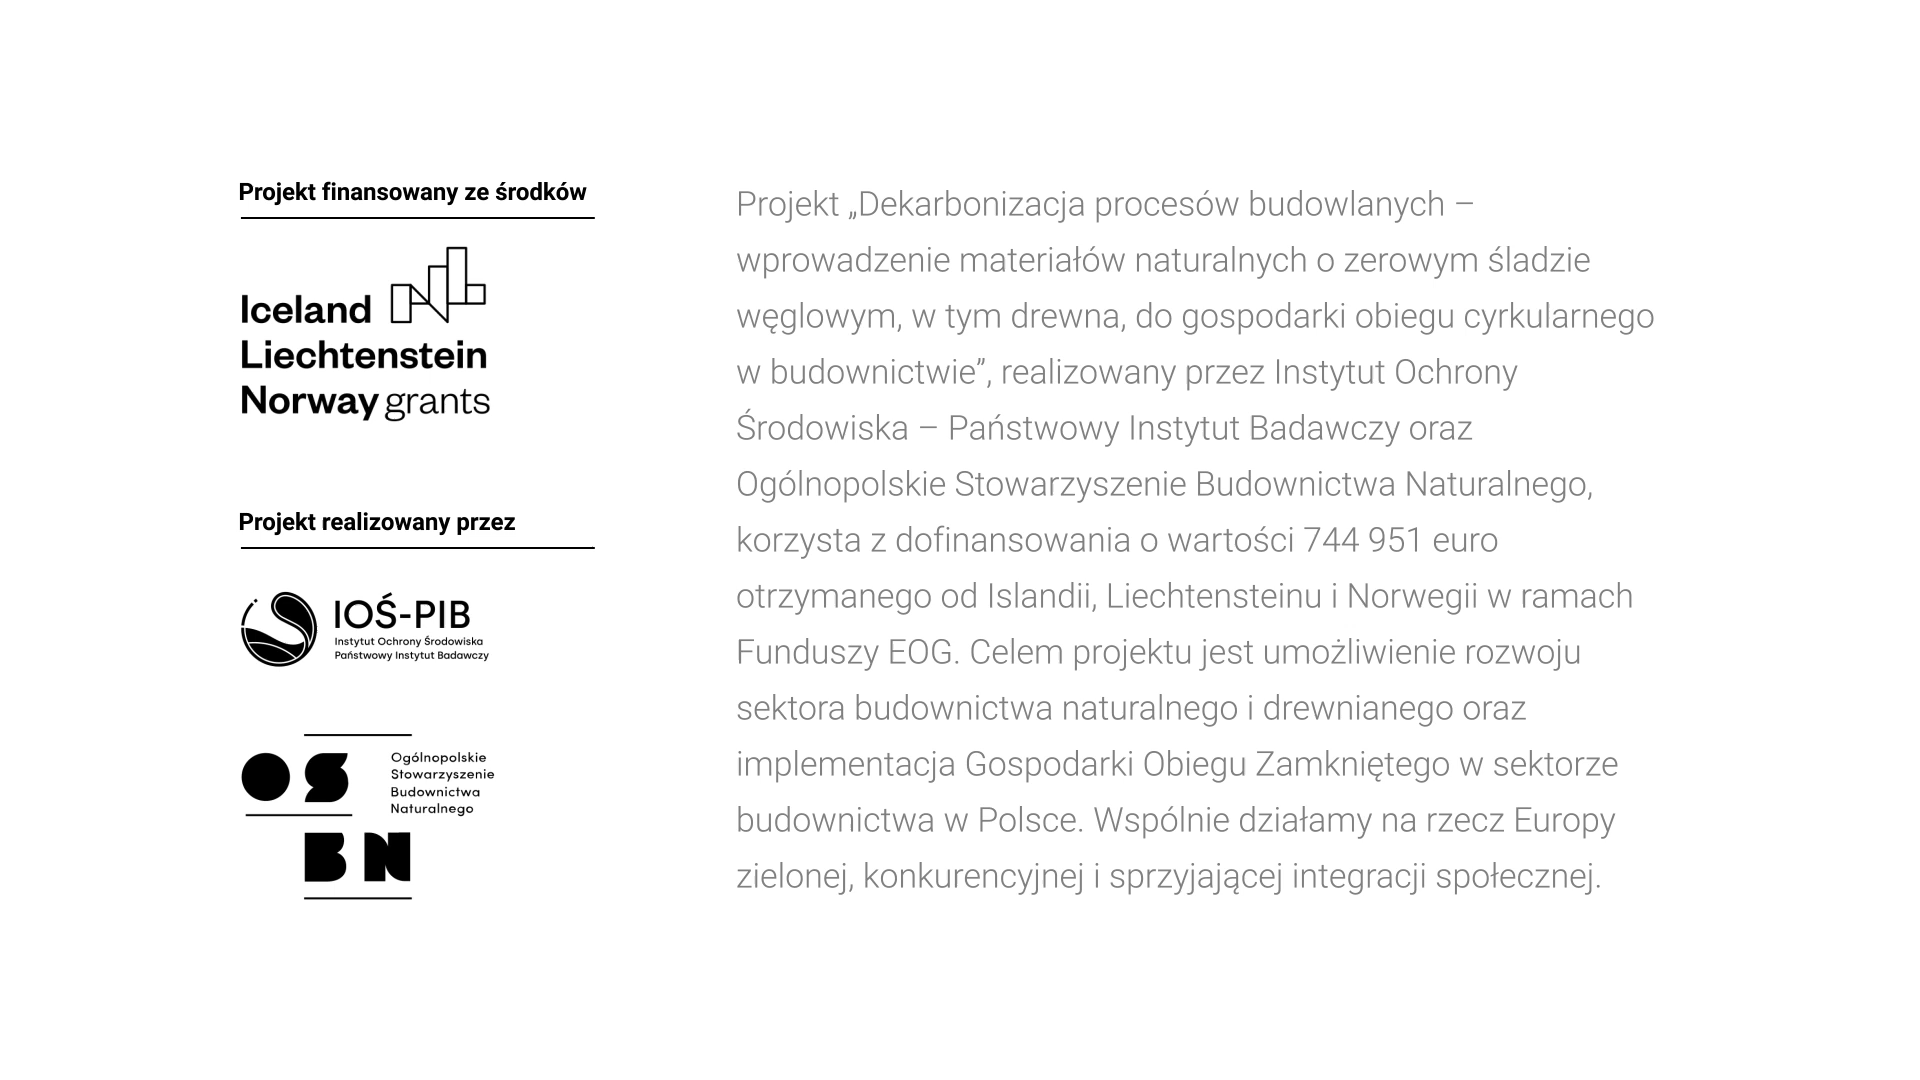 Projekt finansowany ze środków
Iceland
Liechtenstein
Norway grants
Projekt realizowany przez
IOŚ-PIB
Instytut Ochrony Środowiska
Państwowy Instytut Badawczy
OS
Ogólnopolskie
Stowarzyszenie
Budownictwa
Naturalnego
BN
Projekt „Dekarbonizacja procesów budowlanych –
wprowadzenie materiałów naturalnych o zerowym śladzie
węglowym, w tym drewna, do gospodarki obiegu cyrkularnego
w budownictwie”, realizowany przez Instytut Ochrony
Środowiska – Państwowy Instytut Badawczy oraz
Ogólnopolskie Stowarzyszenie Budownictwa Naturalnego,
korzysta z dofinansowania o wartości 744 951 euro
otrzymanego od Islandii, Liechtensteinu i Norwegii w ramach
Funduszy EOG. Celem projektu jest umożliwienie rozwoju
sektora budownictwa naturalnego i drewnianego oraz
implementacja Gospodarki Obiegu Zamkniętego w sektorze
budownictwa w Polsce. Wspólnie działamy na rzecz Europy
zielonej, konkurencyjnej i sprzyjającej integracji społecznej.